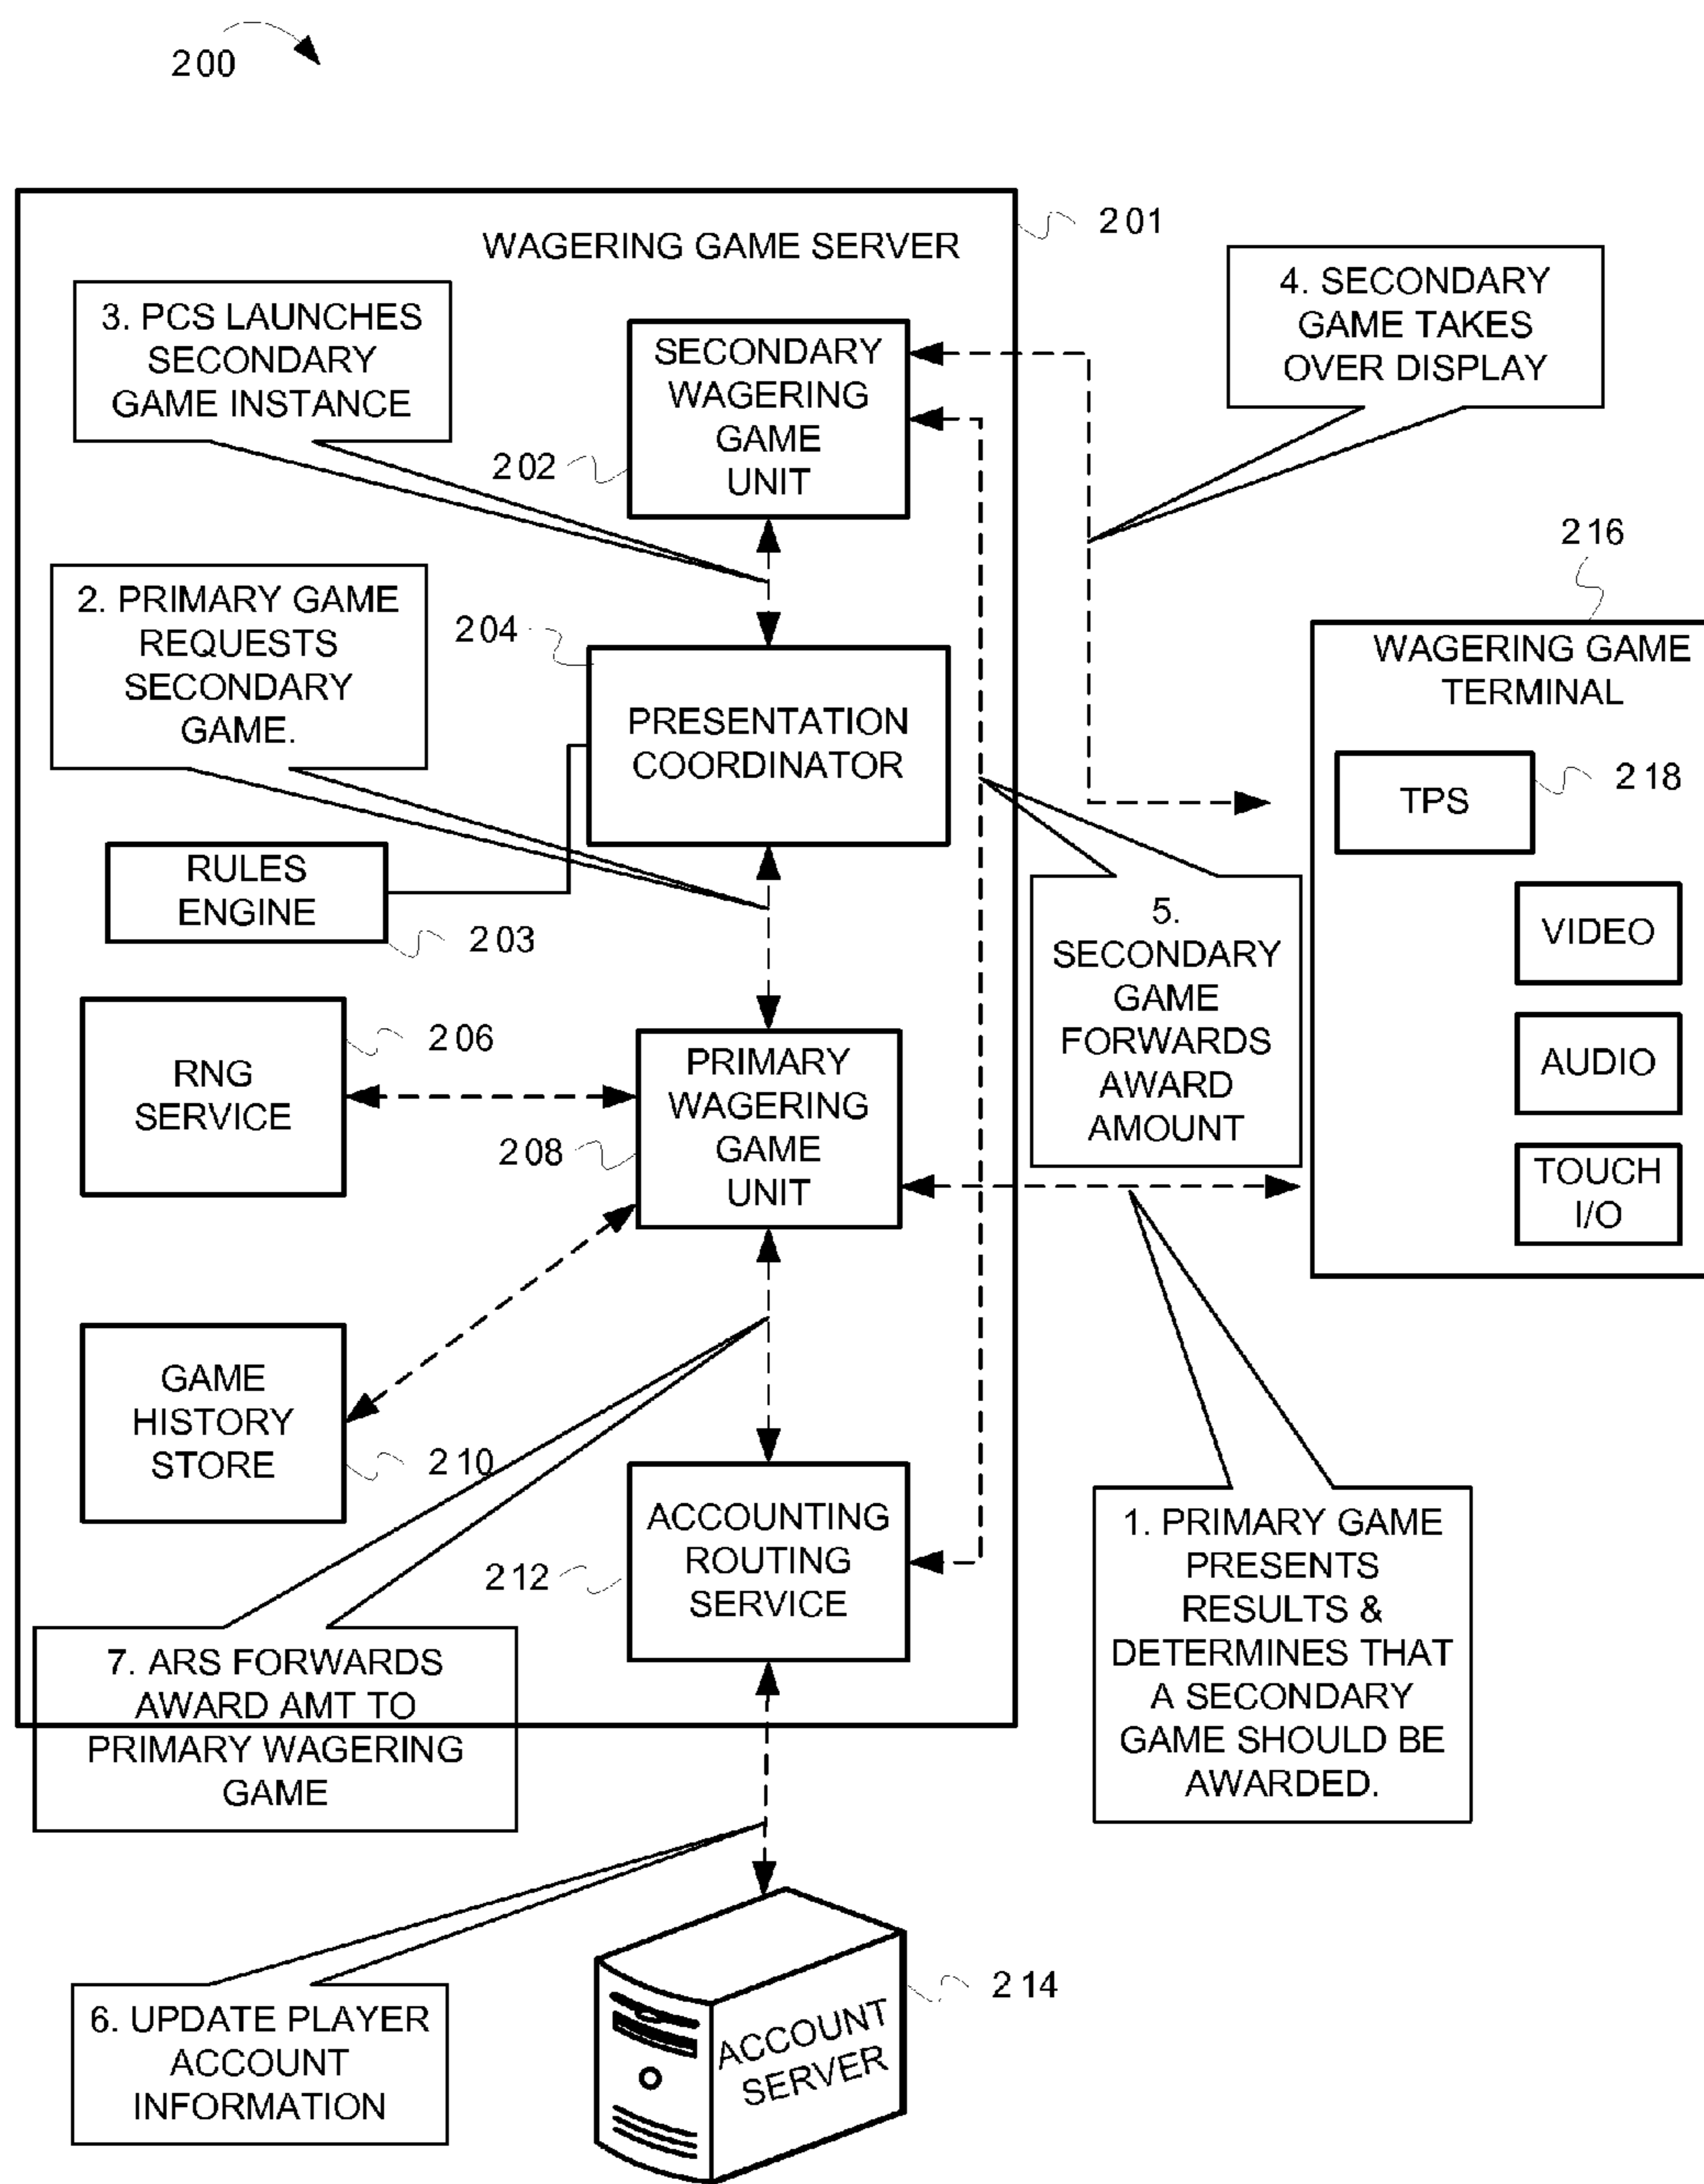 200
201
WAGERING GAME SERVER
3. PCS LAUNCHES
SECONDARY
GAME INSTANCE
SECONDARY
WAGERING
GAME
UNIT
202
4. SECONDARY
GAME TAKES
OVER DISPLAY
216
2. PRIMARY GAME
REQUESTS
SECONDARY
GAME.
204
PRESENTATION
COORDINATOR
WAGERING GAME
TERMINAL
TPS
218
RULES
ENGINE
203
VIDEO
AUDIO
TOUCH
I/O
5.
SECONDARY
GAME
FORWARDS
AWARD
AMOUNT
RNG
SERVICE
206
PRIMARY
WAGERING
GAME
UNIT
208
GAME
HISTORY
STORE
210
ACCOUNTING
ROUTING
SERVICE
212
1. PRIMARY GAME
PRESENTS
RESULTS &
DETERMINES THAT
A SECONDARY
GAME SHOULD BE
AWARDED.
7. ARS FORWARDS
AWARD AMT TO
PRIMARY WAGERING
GAME
6. UPDATE PLAYER
ACCOUNT
INFORMATION
ACCOUNT
SERVER
214